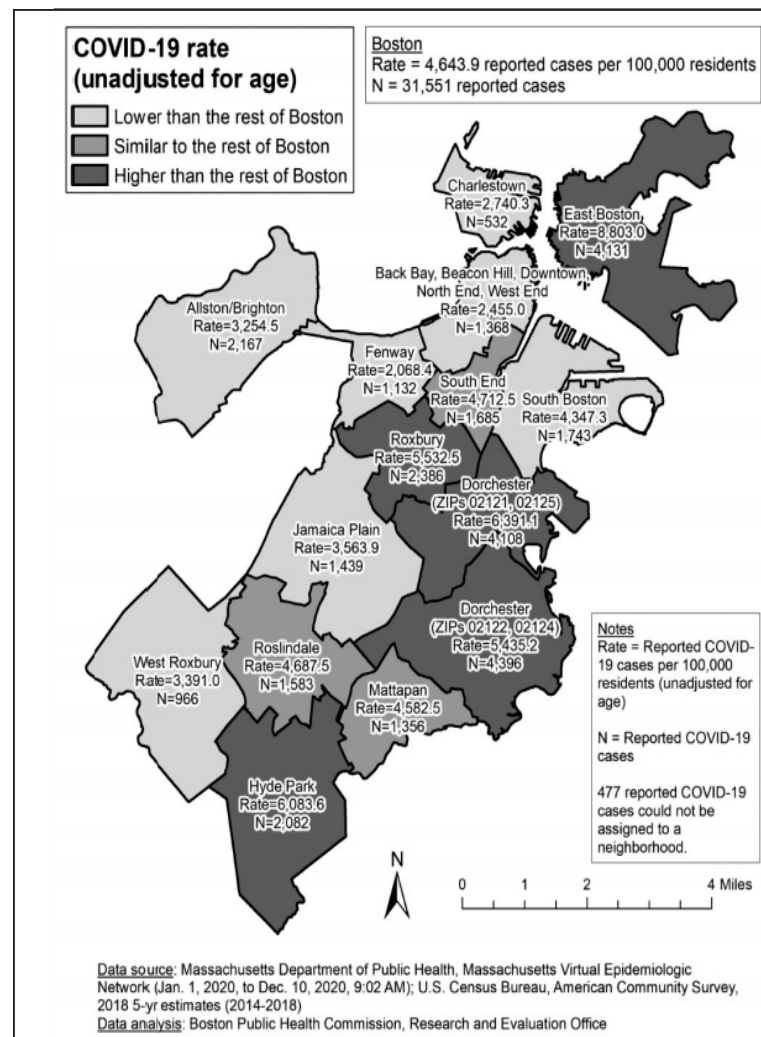 COVID-19 rate
(unadjusted for age)
Lower than the rest of Boston
Similar to the rest of Boston
Higher than the rest of Boston
Boston
Rate = 4,643.9 reported cases per 100,000 residents
N = 31,551 reported cases
Charlestown
Rate=2,740.3
N=532
East Boston
Rate=8,803.0
N=4,131
Back Bay, Beacon Hill, Downtown,
North End, West End
Rate=2,455.0
N=1,368
Allston/Brighton
Rate=3,254.5
N=2,167
Fenway
Rate=2,068.4
N=1,132
South End
Rate=4,712.5
N=1,685
South Boston
Rate=4,347.3
N=1,743
Roxbury
Rate=5,532.5
N=2,386
Dorchester
(ZIPs 02121, 02125)
Rate=6,391.1
N=4,108
Jamaica Plain
Rate=3,563.9
N=1,439
Dorchester
(ZIPs 02122, 02124)
Rate=5,435.2
N=4,396
West Roxbury
Rate=3,391.0
N=966
Roslindale
Rate=4,687.5
N=1,583
Mattapan
Rate=4,582.5
N=1,356
Hyde Park
Rate=6,083.6
N=2,082
Notes
Rate = Reported COVID-
19 cases per 100,000
residents (unadjusted for
age)
N = Reported COVID-19
cases
477 reported COVID-19
cases could not be
assigned to a
neighborhood.
N
0 1 2 4 Miles
Data source: Massachusetts Department of Public Health, Massachusetts Virtual Epidemiologic
Network (Jan. 1, 2020, to Dec. 10, 2020, 9:02 AM); U.S. Census Bureau, American Community Survey,
2018 5-yr estimates (2014-2018)
Data analysis: Boston Public Health Commission, Research and Evaluation Office